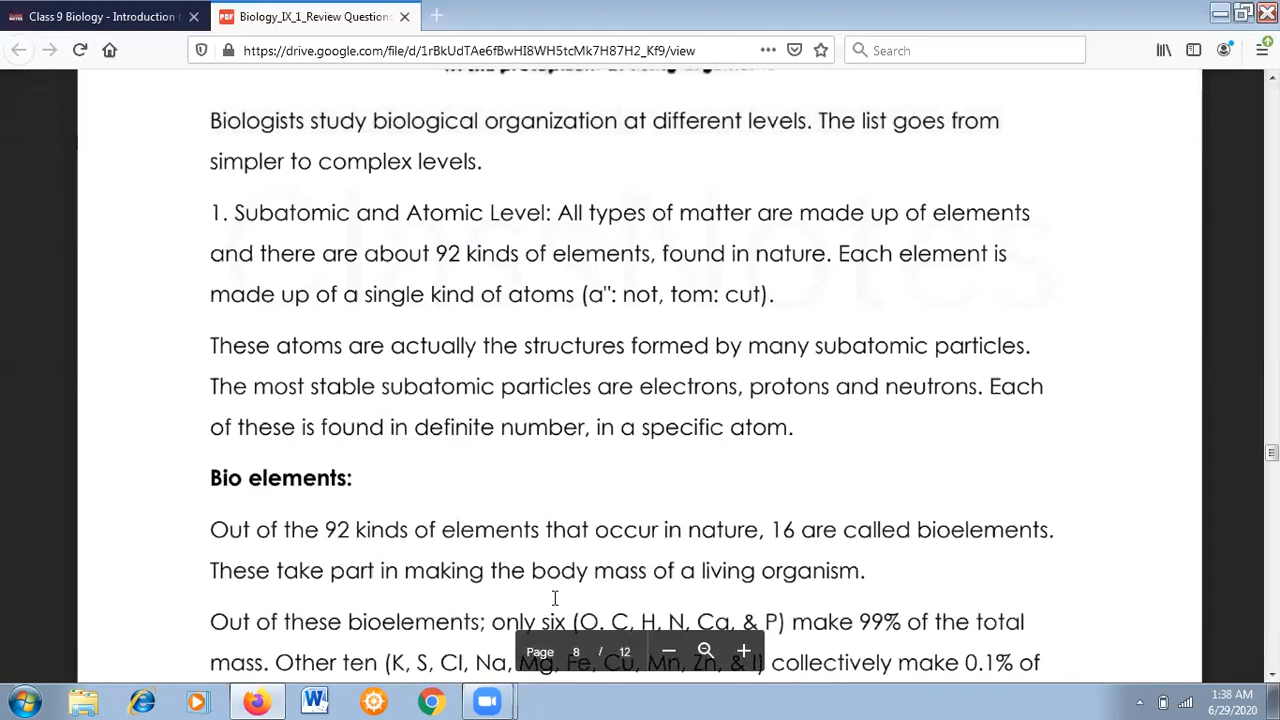 Class 9 Biology - Introduction t
PDF
Biology_IX_1_Review Questions
https://drive.google.com/file/d/1rBkUdTAe6fBwHI8WH5tcMk7H87H2_Kf9/view
Search
Biologists study biological organization at different levels. The list goes from
simpler to complex levels.
1. Subatomic and Atomic Level: All types of matter are made up of elements
and there are about 92 kinds of elements, found in nature. Each element is
made up of a single kind of atoms (a": not, tom: cut).
These atoms are actually the structures formed by many subatomic particles.
The most stable subatomic particles are electrons, protons and neutrons. Each
of these is found in definite number, in a specific atom.
Bio elements:
Out of the 92 kinds of elements that occur in nature, 16 are called bioelements.
These take part in making the body mass of a living organism.
Out of these bioelements; only six (O. C, H, N, Ca, & P) make 99% of the total
mass. Other ten (K, S, Cl, Na, Mg, Fe, Cu, Mn, Zn, & I) collectively make 0.1% of
Page 8 / 12
1:38 AM
6/29/2020